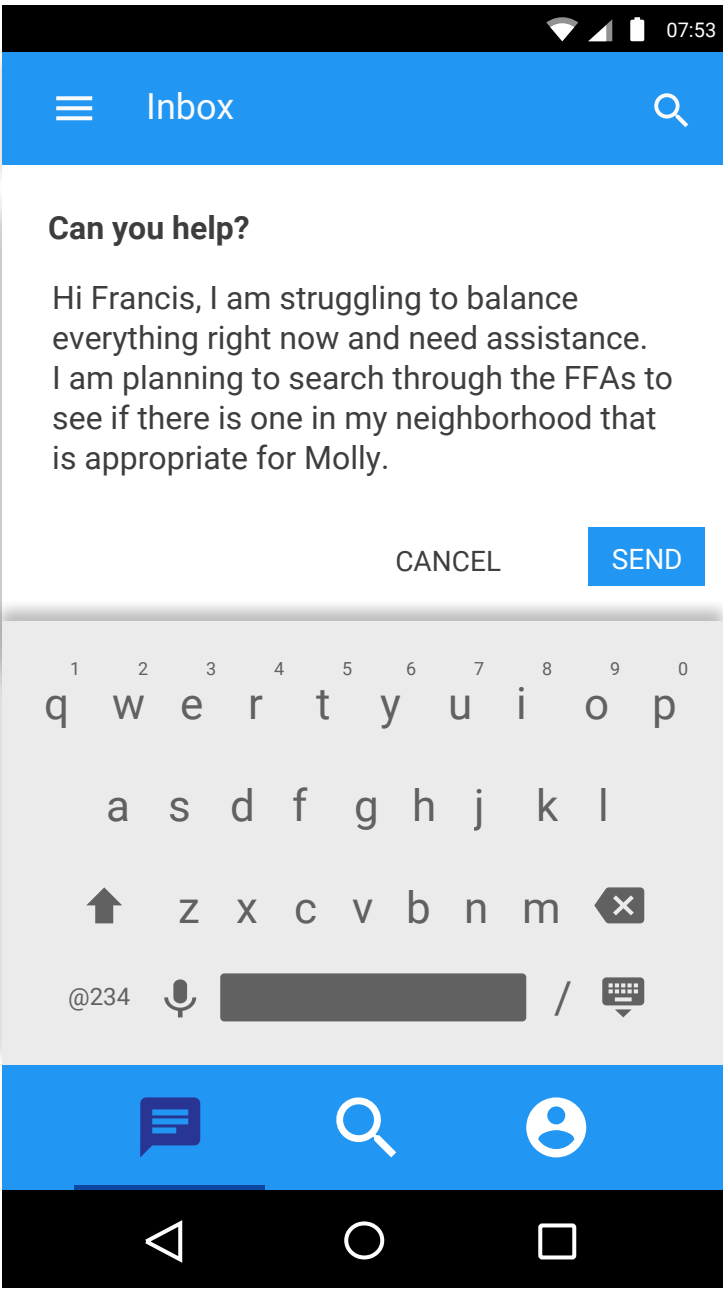 07:53
Inbox
Can you help?
Hi Francis, I am struggling to balance
everything right now and need assistance.
I am planning to search through the FFAs to
see if there is one in my neighborhood that
is appropriate for Molly.
CANCEL SEND
1 2 3 4 5 6 7 8 9 0
q w e r t y u i o p
a s d f g h j k l
z x c v b n m
@234 /